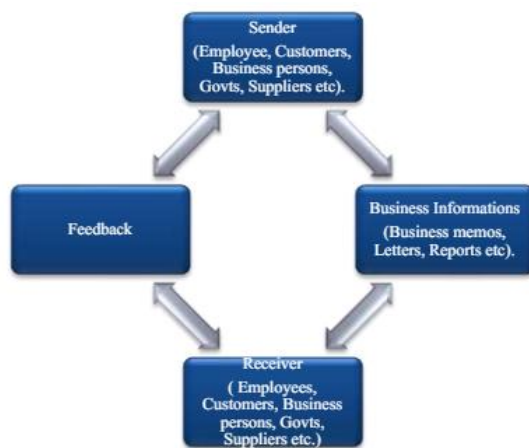 Sender
(Employee, Customers,
Business persons,
Govts, Suppliers etc).
Feedback
Business Informations
(Business memos,
Letters, Reports etc).
Receiver
( Employees,
Customers, Business
persons, Govts,
Suppliers etc.)